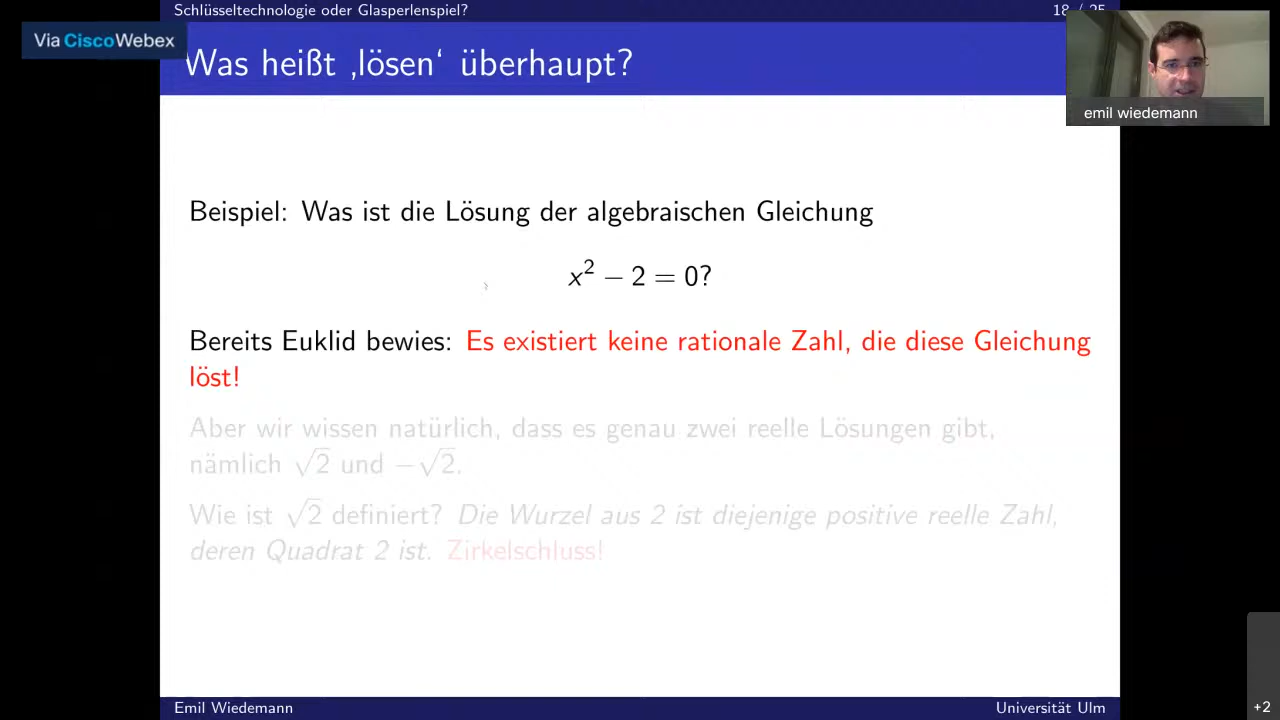 Schlüsseltechnologie oder Glasperlenspiel?
18 / 25
Via CiscoWebex
Was heißt ‚lösen‘ überhaupt?
emil wiedemann
Beispiel: Was ist die Lösung der algebraischen Gleichung
x² − 2 = 0?
Bereits Euklid bewies: Es existiert keine rationale Zahl, die diese Gleichung
löst!
Aber wir wissen natürlich, dass es genau zwei reelle Lösungen gibt,
nämlich √2 und −√2.
Wie ist √2 definiert? Die Wurzel aus 2 ist diejenige positive reelle Zahl,
deren Quadrat 2 ist. Zirkelschluss!
+2
Emil Wiedemann
Universität Ulm